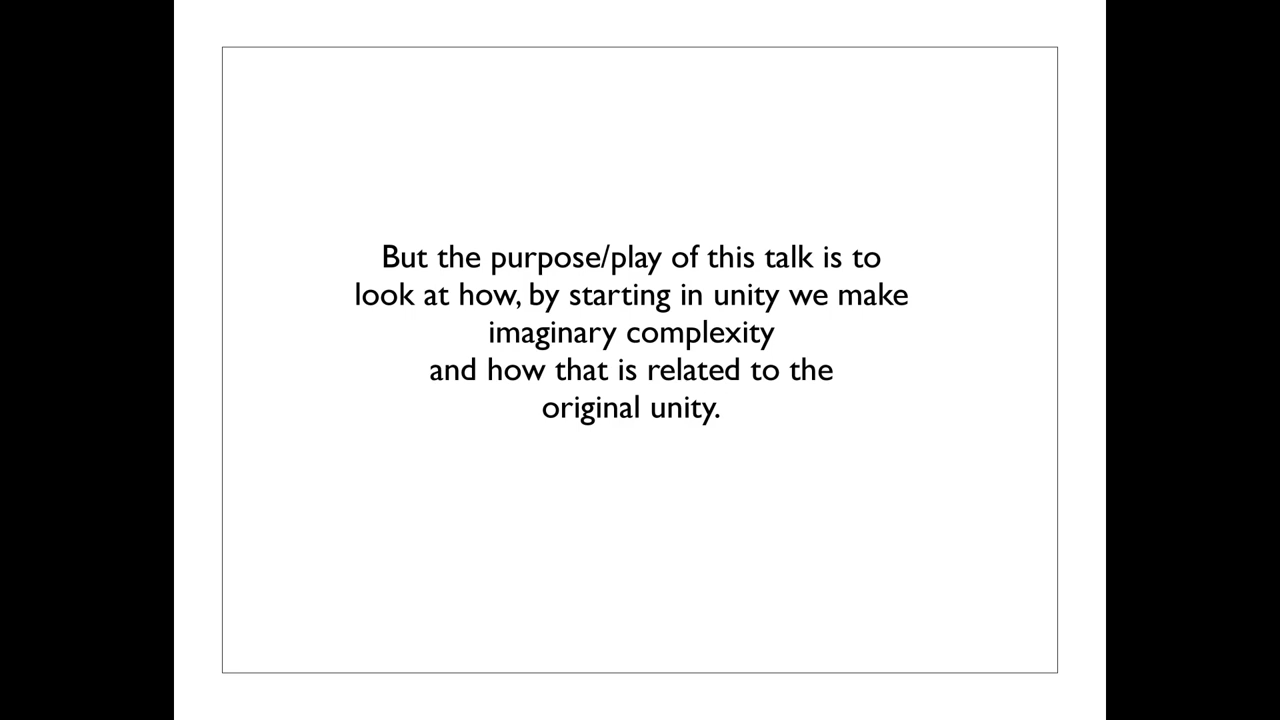 But the purpose/play of this talk is to
look at how, by starting in unity we make
imaginary complexity
and how that is related to the
original unity.